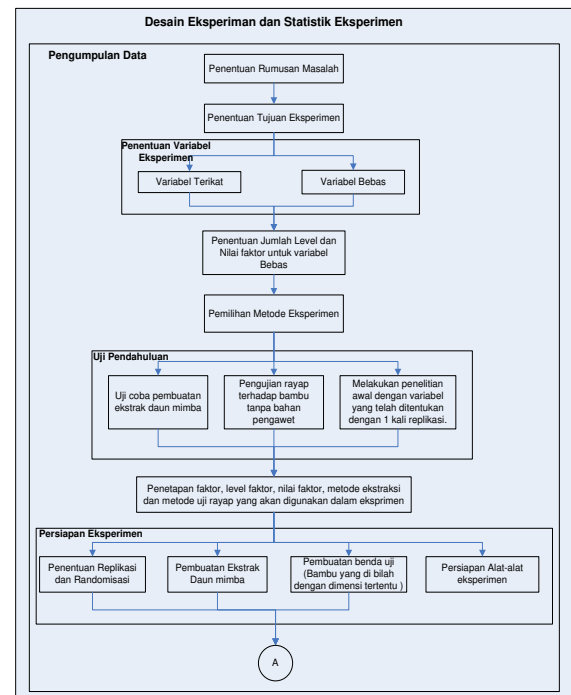 Desain Eksperiman dan Statistik Eksperimen
Pengumpulan Data
Penentuan Rumusan Masalah
Penentuan Tujuan Eksperimen
Penentuan Variabel
Eksperimen
Variabel Terikat
Variabel Bebas
Penentuan Jumlah Level dan
Nilai faktor untuk variabel
Bebas
Pemilihan Metode Eksperimen
Uji Pendahuluan
Uji coba pembuatan
ekstrak daun mimba
Pengujian rayap
terhadap bambu
tanpa bahan
pengawet
Melakukan penelitian
awal dengan variabel
yang telah ditentukan
dengan 1 kali replikasi.
Penetapan faktor, level faktor, nilai faktor, metode ekstraksi
dan metode uji rayap yang akan digunakan dalam eksprimen
Persiapan Eksperimen
Penentuan Replikasi
dan Randomisasi
Pembuatan Ekstrak
Daun mimba
Pembuatan benda uji
(Bambu yang di bilah
dengan dimensi tertentu )
Persiapan Alat-alat
eksperimen
A